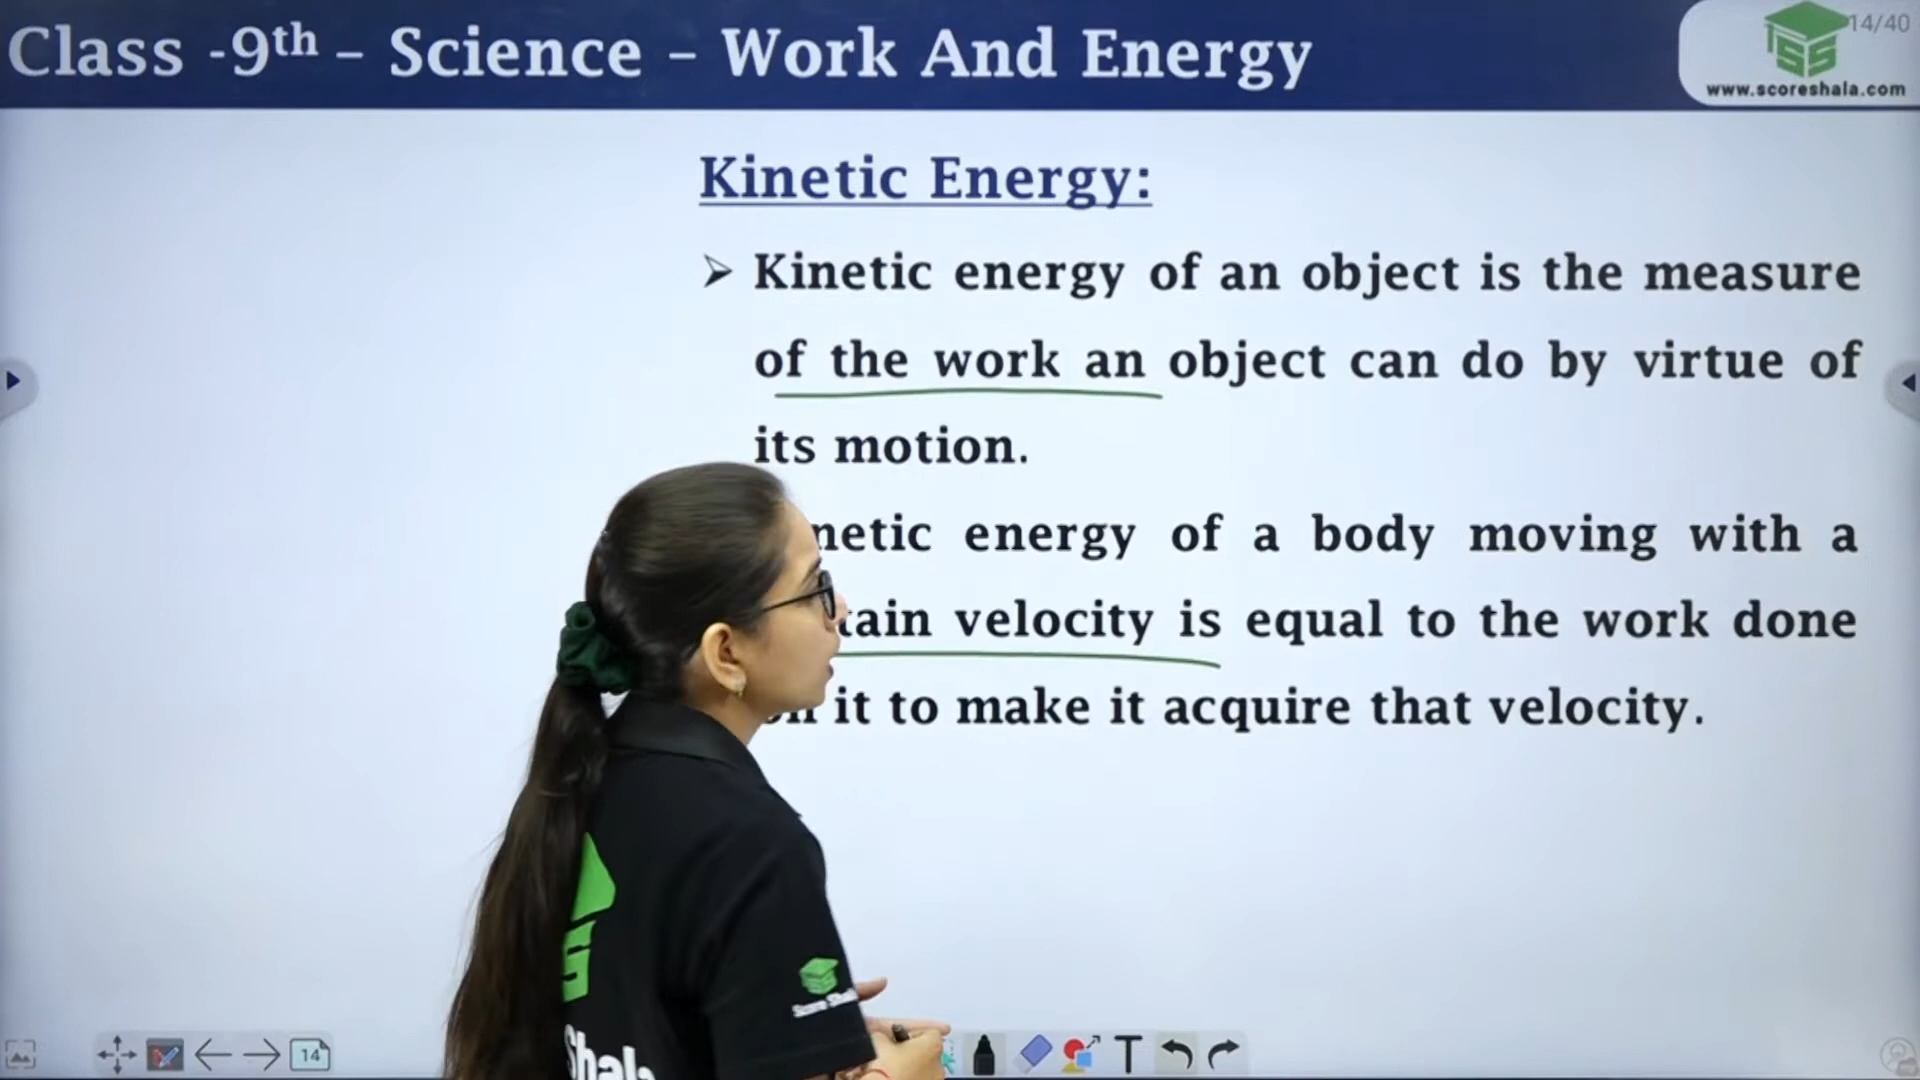 Class -9th – Science – Work And Energy
14/40
www.scoreshala.com
Kinetic Energy:
➢ Kinetic energy of an object is the measure
of the work an object can do by virtue of
its motion.
energy of a body moving with a
velocity is equal to the work done
it to make it acquire that velocity.
Shala
14
T